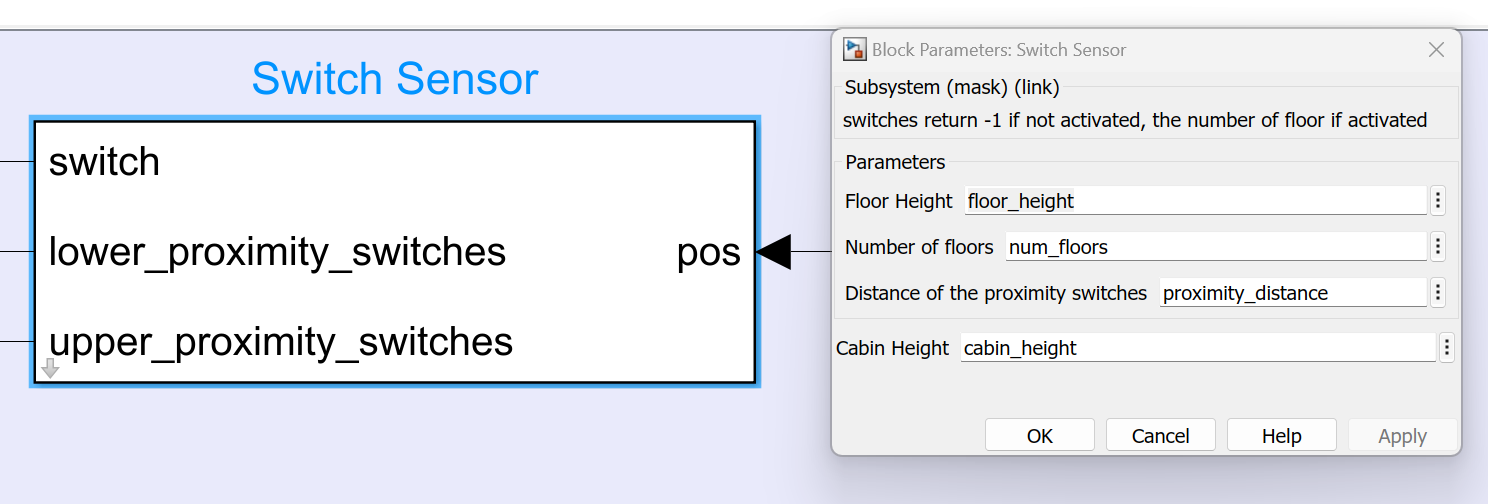 Switch Sensor
switch
lower_proximity_switches
pos
upper_proximity_switches
Block Parameters: Switch Sensor
Subsystem (mask) (link)
switches return -1 if not activated, the number of floor if activated
Parameters
Floor Height floor_height
Number of floors num_floors
Distance of the proximity switches proximity_distance
Cabin Height cabin_height
OK Cancel Help Apply